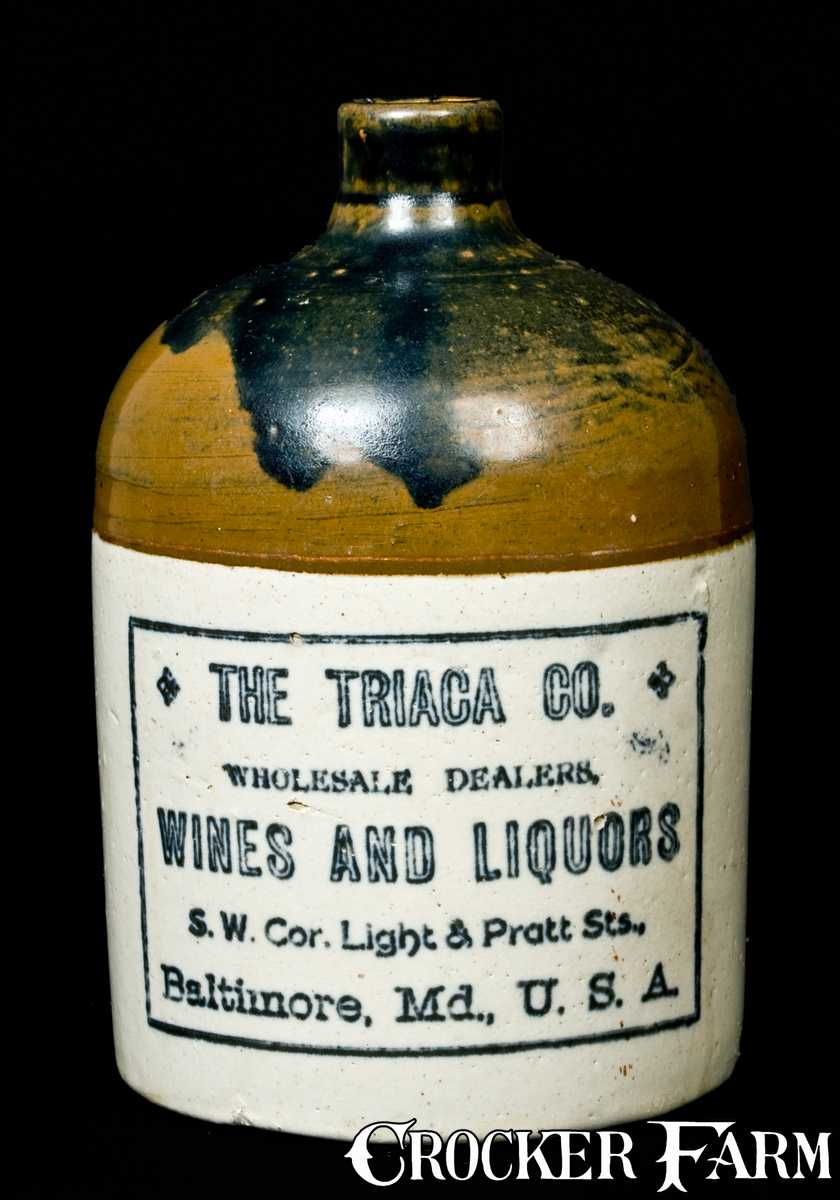 THE TRIACA CO.
WHOLESALE DEALERS,
WINES AND LIQUORS
S. W. Cor. Light & Pratt Sts.,
Baltimore, Md., U. S. A.
CROCKER FARM